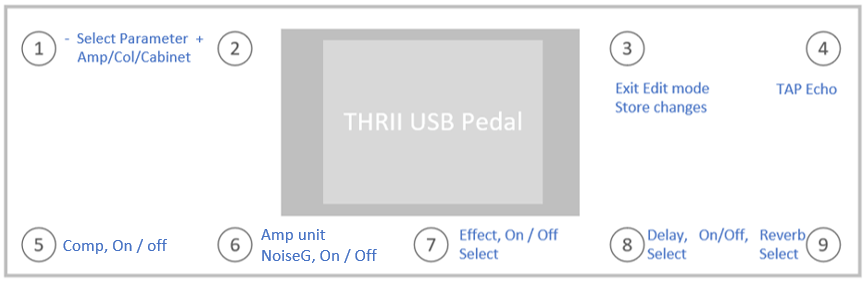 1 - Select Parameter + 2 3 4
Amp/Col/Cabinet
Exit Edit mode TAP Echo
Store changes
THRII USB Pedal
5 Comp, On / off
6 Amp unit
NoiseG, On / Off
7 Effect, On / Off
Select
8 Delay, On/Off, Reverb 9
Select Select